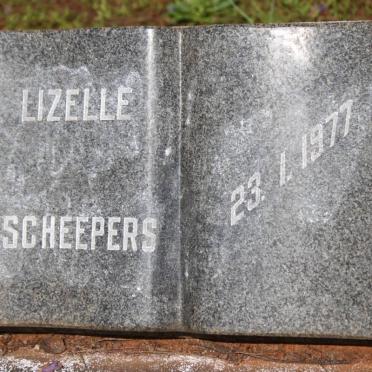 LIZELLE
SCHEEPERS
23. 1. 1977